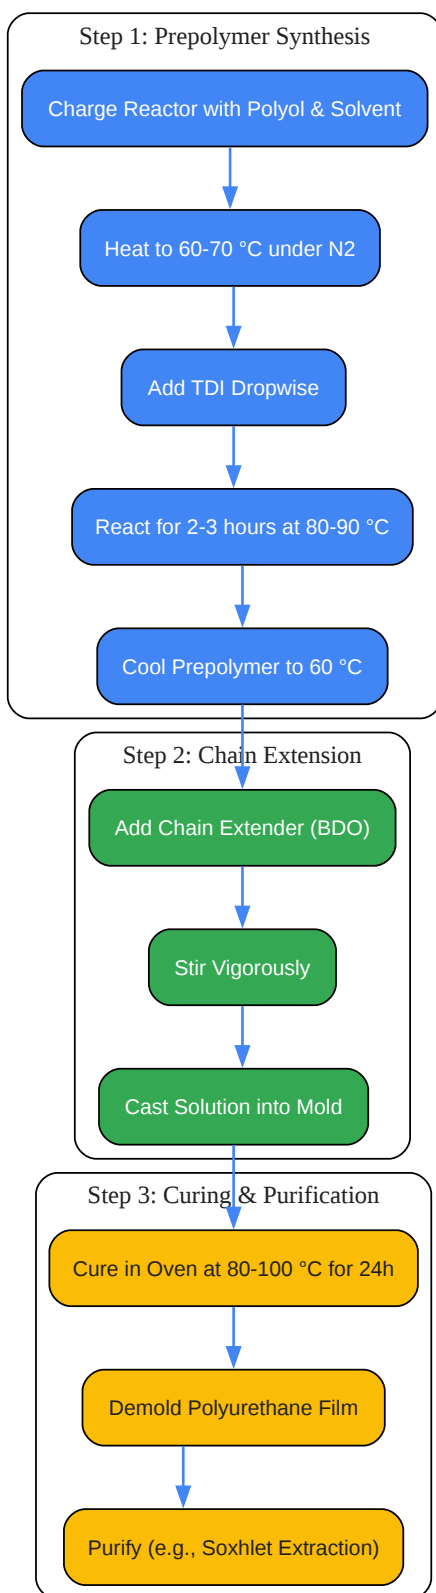 Step 1: Prepolymer Synthesis
Charge Reactor with Polyol & Solvent
Heat to 60-70 °C under N2
Add TDI Dropwise
React for 2-3 hours at 80-90 °C
Cool Prepolymer to 60 °C
Step 2: Chain Extension
Add Chain Extender (BDO)
Stir Vigorously
Cast Solution into Mold
Step 3: Curing & Purification
Cure in Oven at 80-100 °C for 24h
Demold Polyurethane Film
Purify (e.g., Soxhlet Extraction)